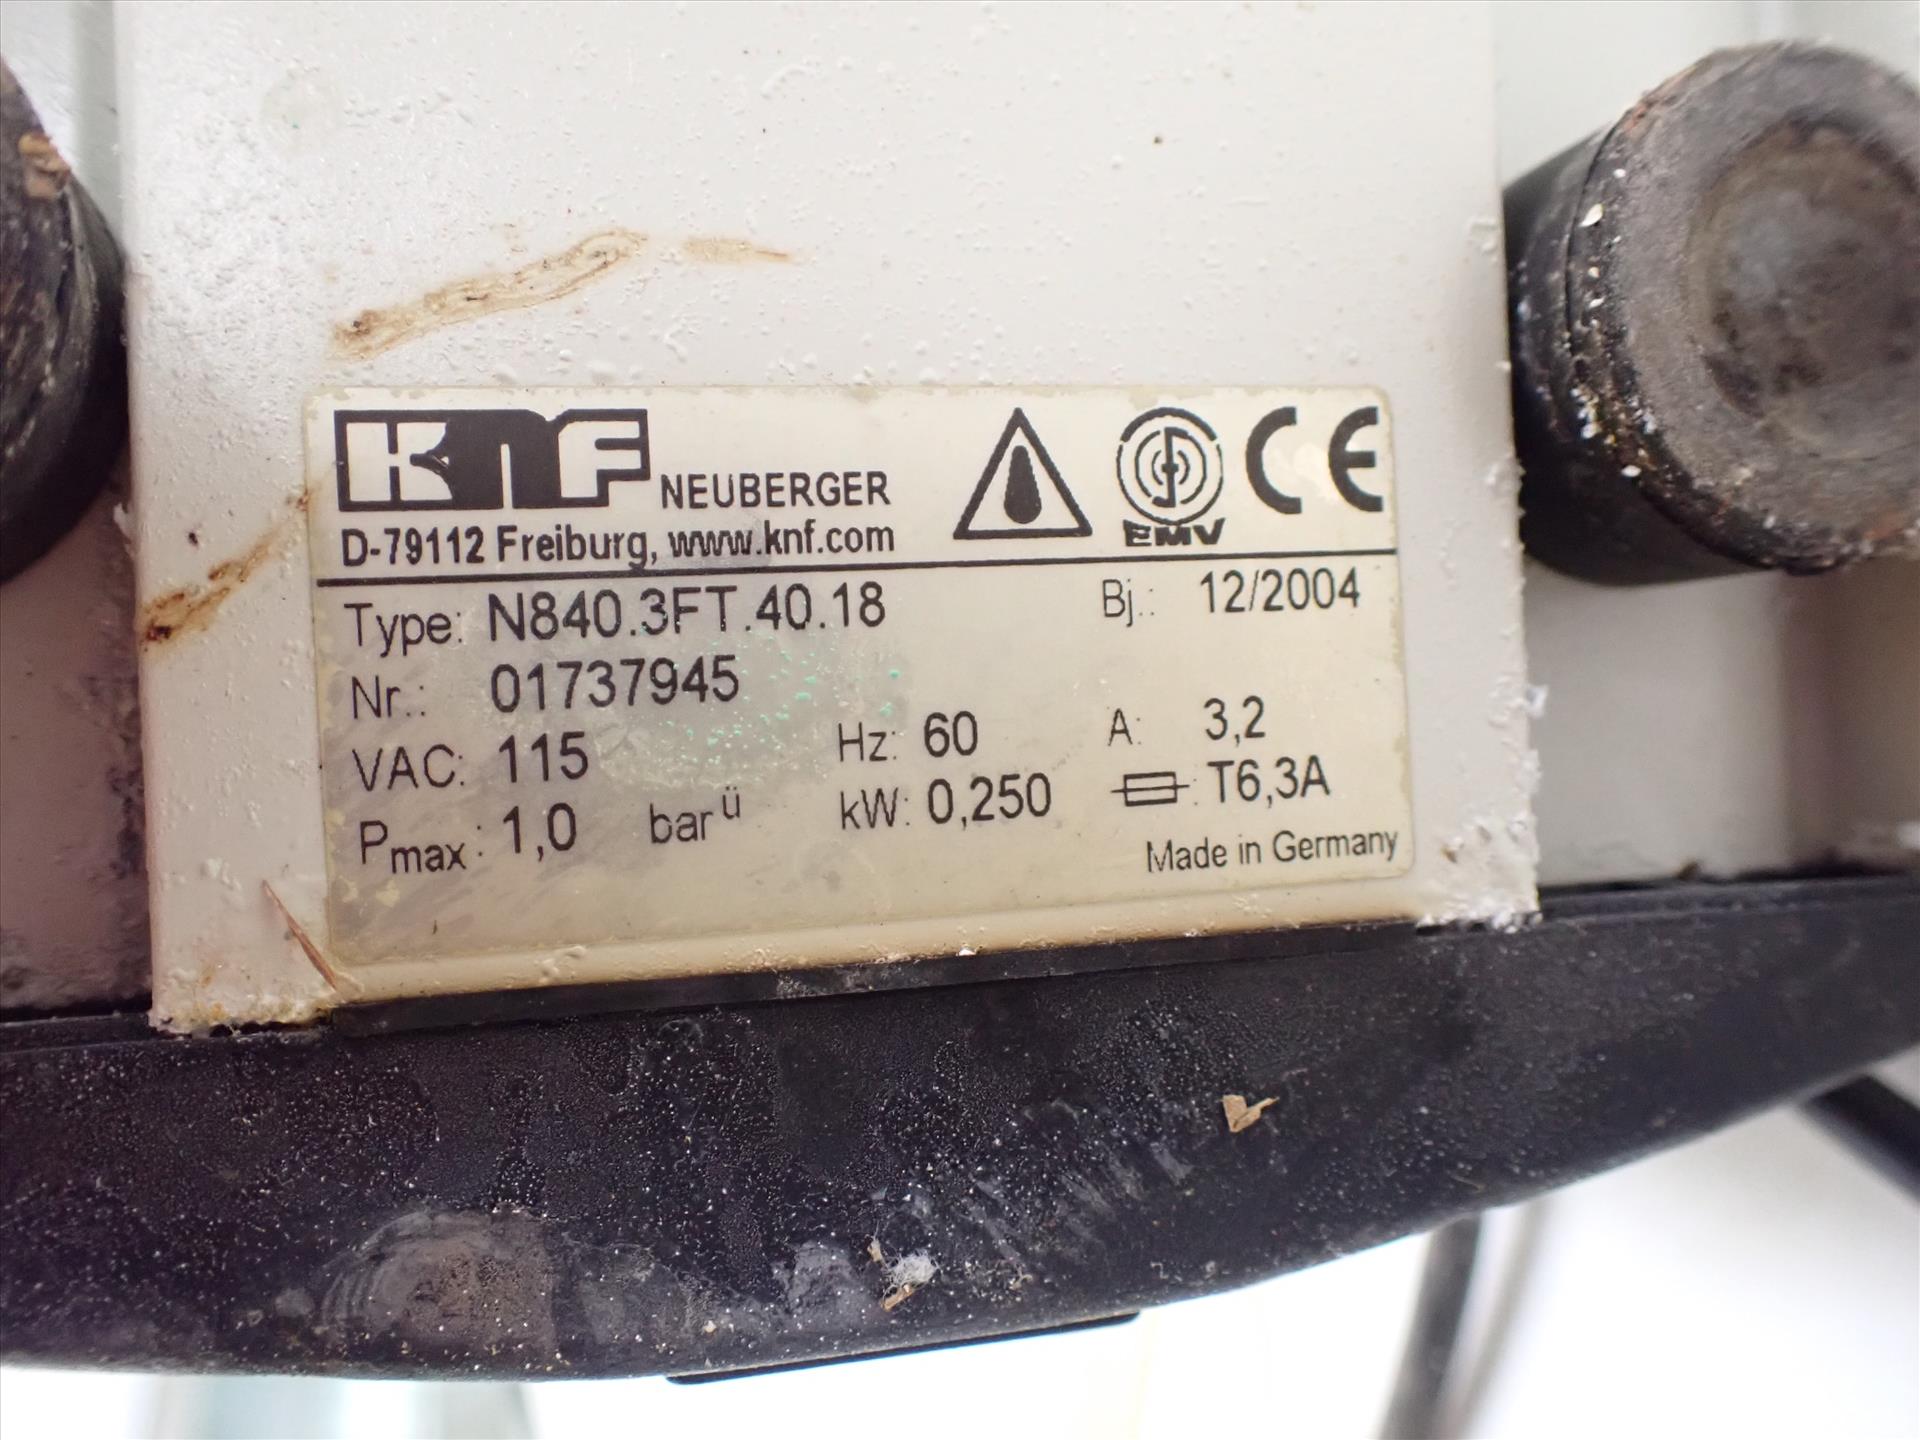 KNF NEUBERGER
D-79112 Freiburg, www.knf.com
EMV
CE
Type: N840.3FT.40.18 Bj.: 12/2004
Nr.: 01737945
VAC: 115 Hz: 60 A: 3,2
Pmax: 1,0 barü kW: 0,250 : T6,3A
Made in Germany